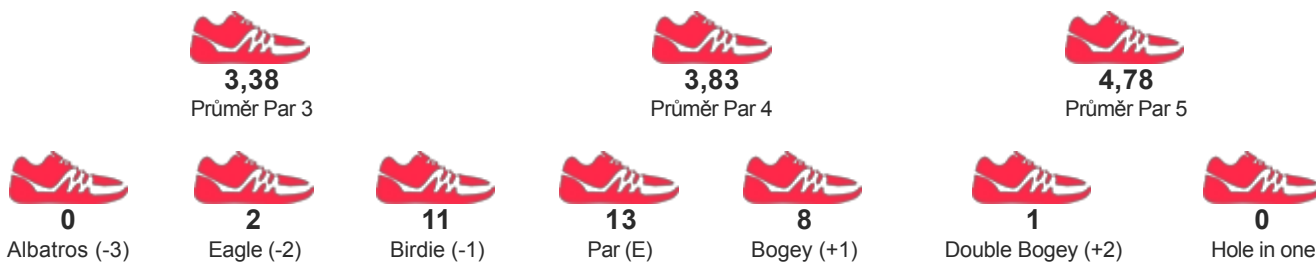 3,38 3,83 4,78
Průměr Par 3 Průměr Par 4 Průměr Par 5
0 2 11 13 8 1 0
Albatros (-3) Eagle (-2) Birdie (-1) Par (E) Bogey (+1) Double Bogey (+2) Hole in one